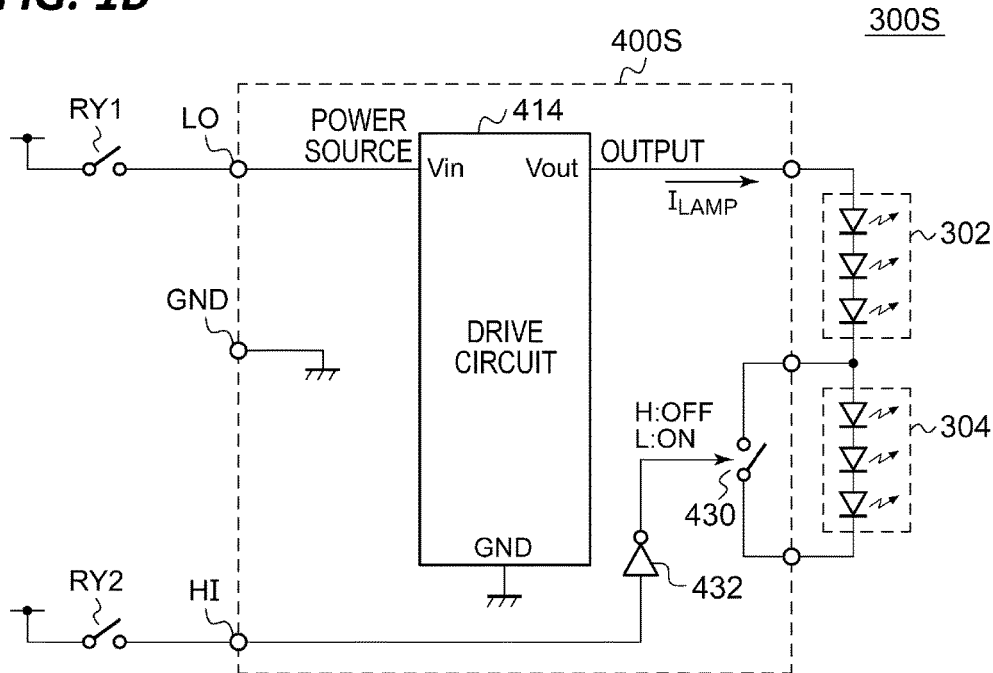 FIG. 1B
300S
400S
RY1
LO
POWER
SOURCE
414
Vin
Vout
OUTPUT
ILAMP
302
GND
DRIVE
CIRCUIT
H:OFF
L:ON
304
430
GND
432
RY2
HI